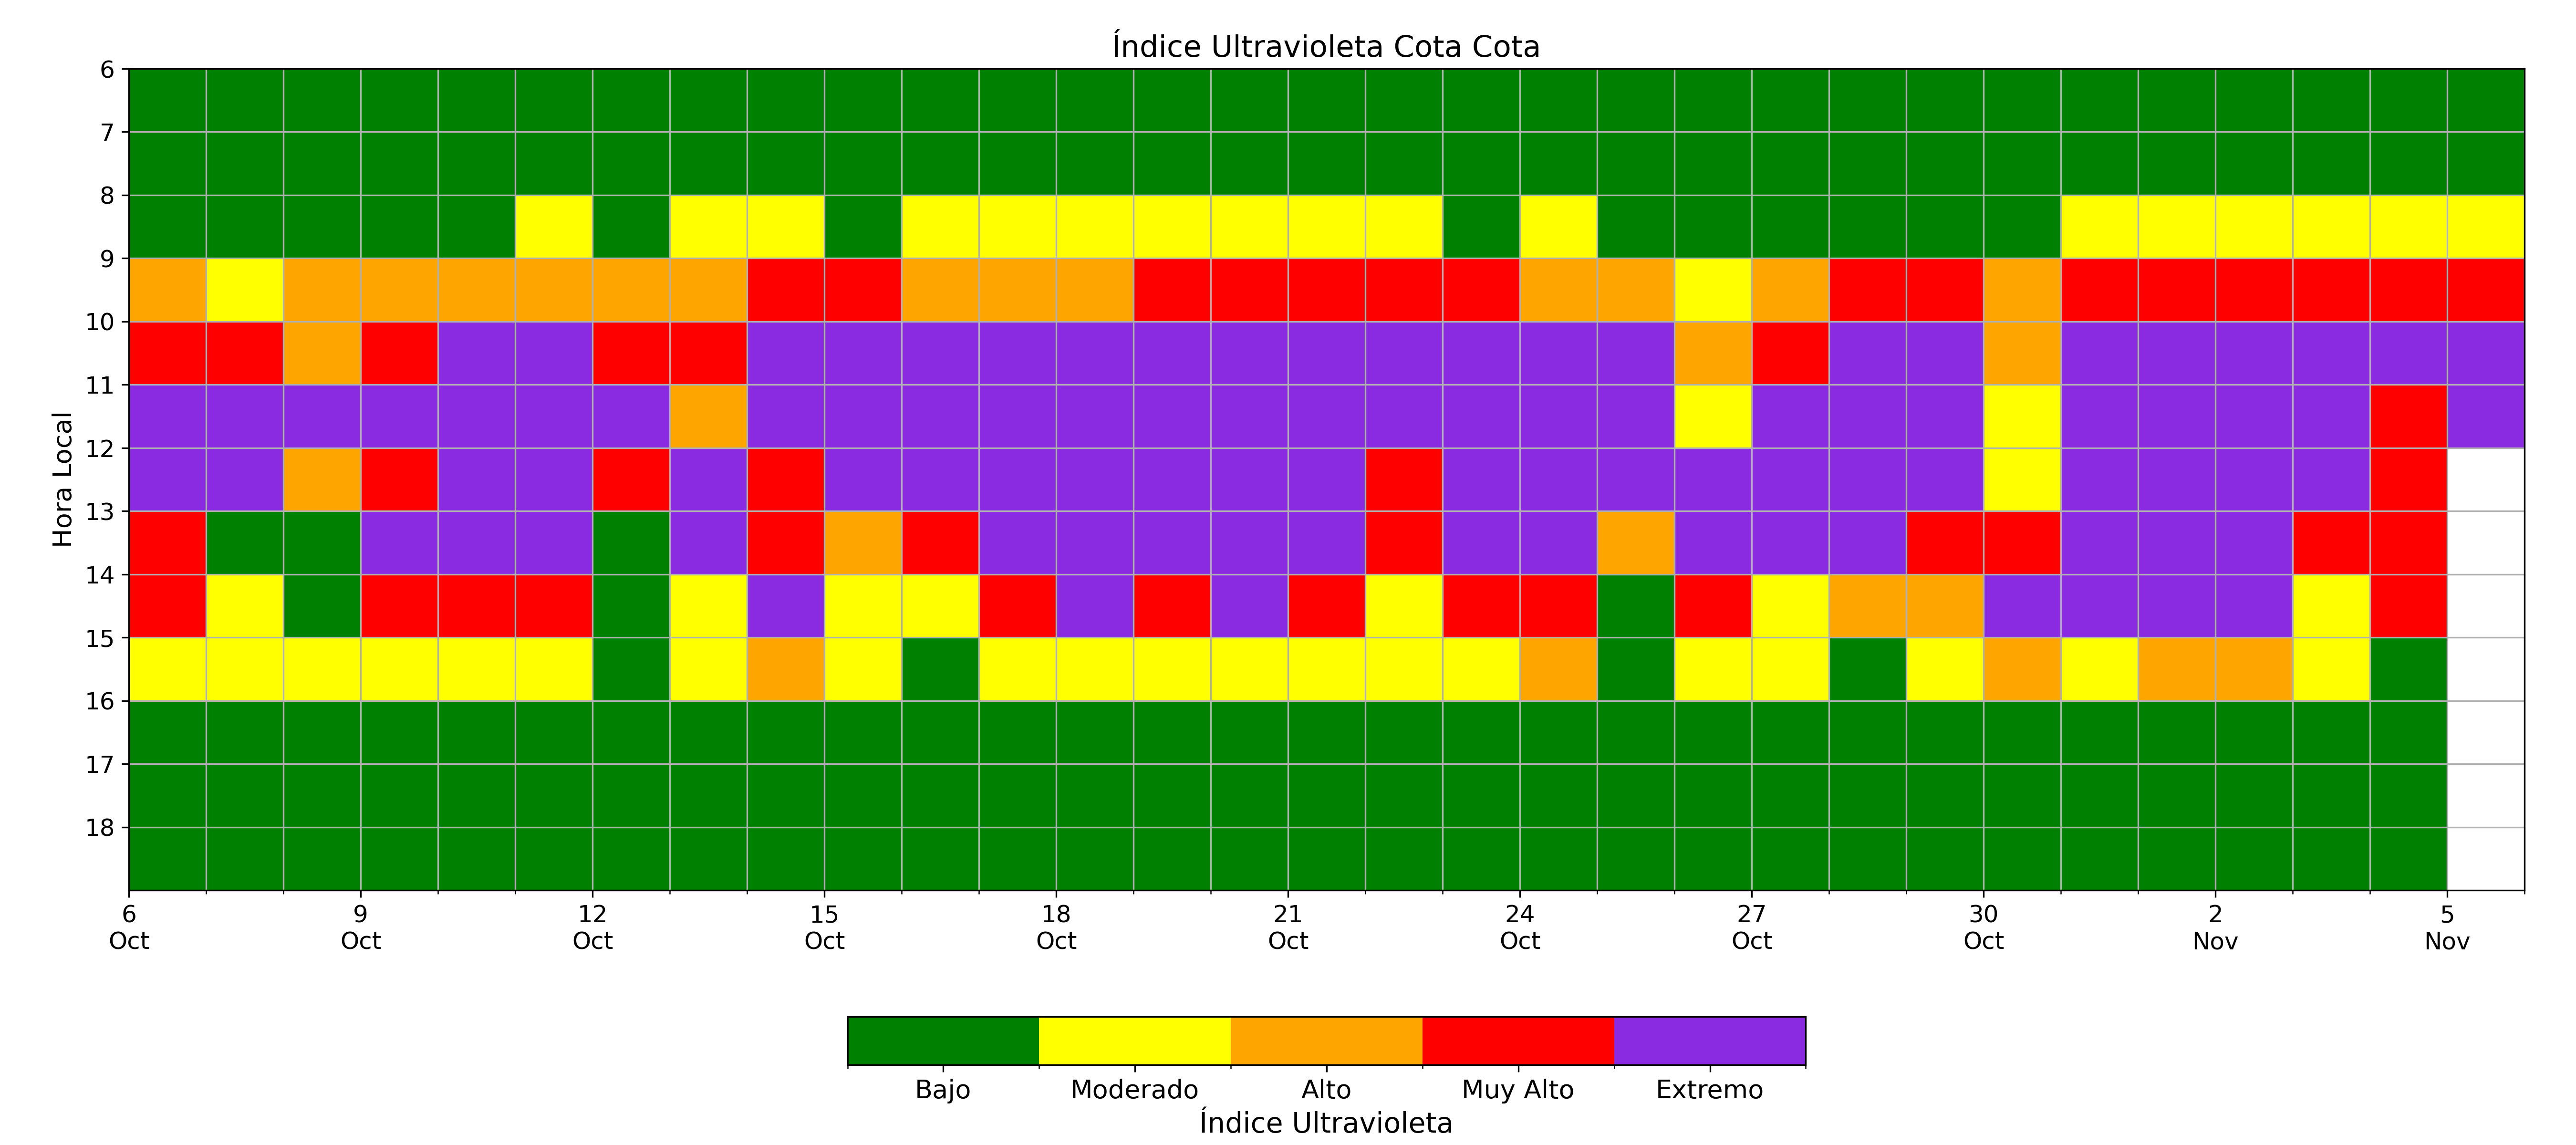 Índice Ultravioleta Cota Cota
Hora Local
6
7
8
9
10
11
12
13
14
15
16
17
18
6 9 12 15 18 21 24 27 30 2 5
Oct Oct Oct Oct Oct Oct Oct Oct Oct Nov Nov
Bajo Moderado Alto Muy Alto Extremo
Índice Ultravioleta